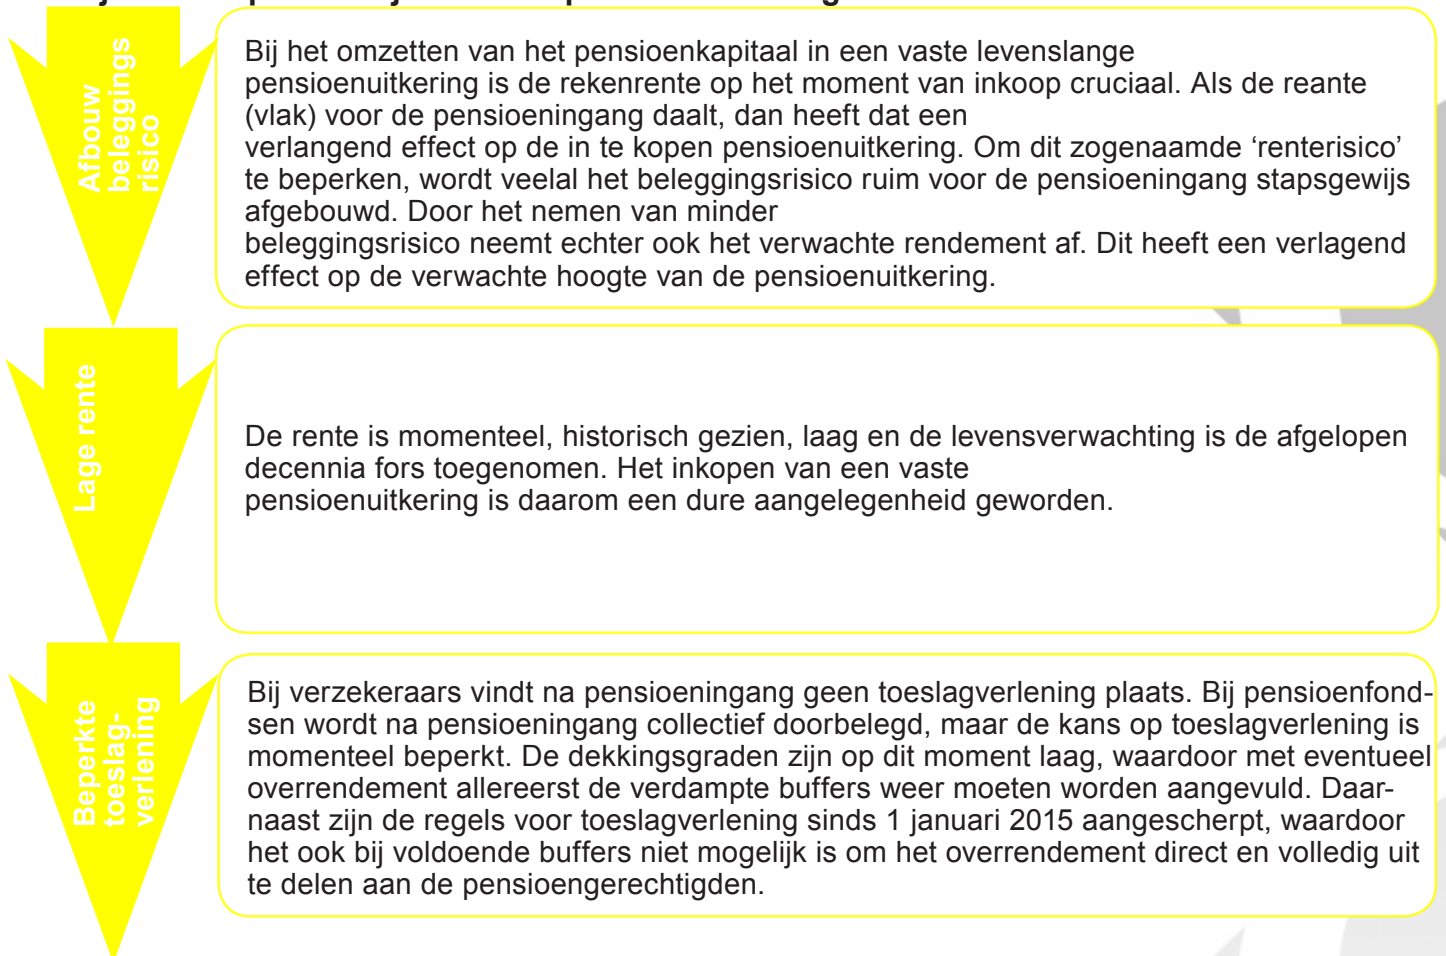 Afbouw
beleggings
risico
Bij het omzetten van het pensioenkapitaal in een vaste levenslange
pensioenuitkering is de rekenrente op het moment van inkoop cruciaal. Als de reante
(vlak) voor de pensioeningang daalt, dan heeft dat een
verlangend effect op de in te kopen pensioenuitkering. Om dit zogenaamde ‘renterisico’
te beperken, wordt veelal het beleggingsrisico ruim voor de pensioeningang stapsgewijs
afgebouwd. Door het nemen van minder
beleggingsrisico neemt echter ook het verwachte rendement af. Dit heeft een verlagend
effect op de verwachte hoogte van de pensioenuitkering.
Lage rente
De rente is momenteel, historisch gezien, laag en de levensverwachting is de afgelopen
decennia fors toegenomen. Het inkopen van een vaste
pensioenuitkering is daarom een dure aangelegenheid geworden.
Beperkte
toeslag-
verlening
Bij verzekeraars vindt na pensioeningang geen toeslagverlening plaats. Bij pensioenfond-
sen wordt na pensioeningang collectief doorbelegd, maar de kans op toeslagverlening is
momenteel beperkt. De dekkingsgraden zijn op dit moment laag, waardoor met eventueel
overrendement allereerst de verdampte buffers weer moeten worden aangevuld. Daar-
naast zijn de regels voor toeslagverlening sinds 1 januari 2015 aangescherpt, waardoor
het ook bij voldoende buffers niet mogelijk is om het overrendement direct en volledig uit
te delen aan de pensioengerechtigden.